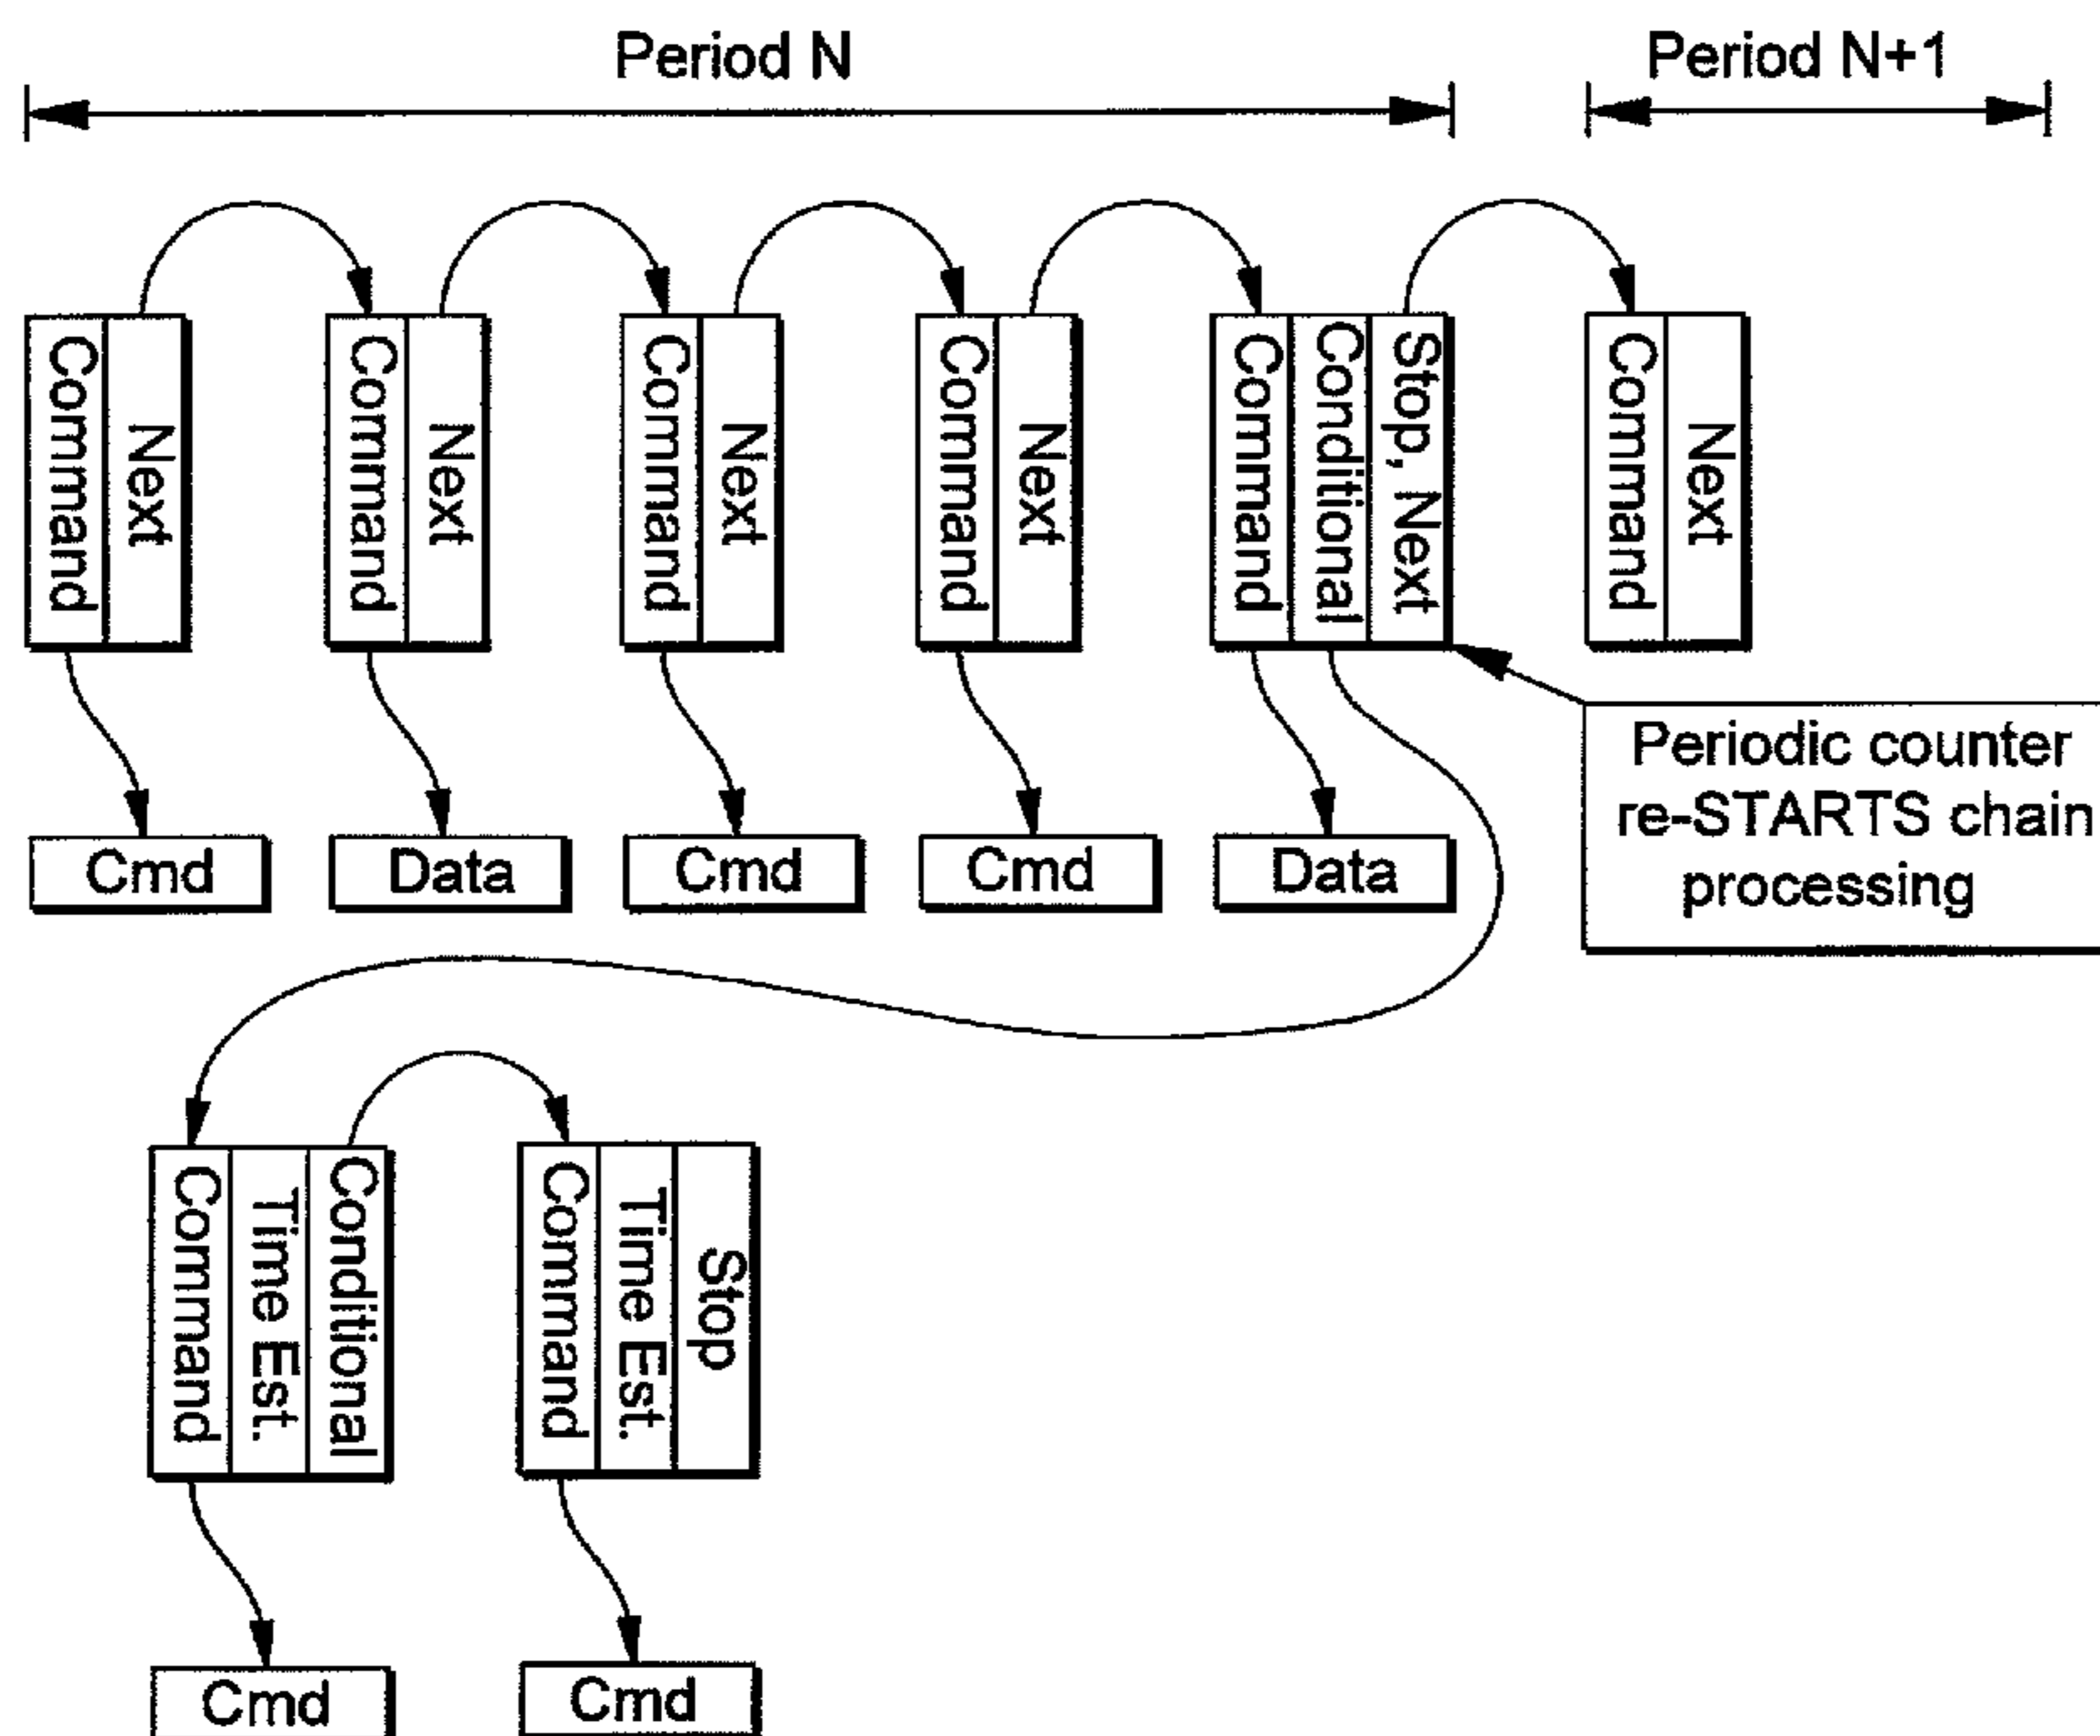 Period N
Period N+1
Command
Next
Command
Next
Command
Next
Command
Next
Command
Conditional
Stop, Next
Command
Next
Periodic counter
re-STARTS chain
processing
Cmd
Data
Cmd
Cmd
Data
Command
Time Est.
Conditional
Command
Time Est.
Stop
Cmd
Cmd